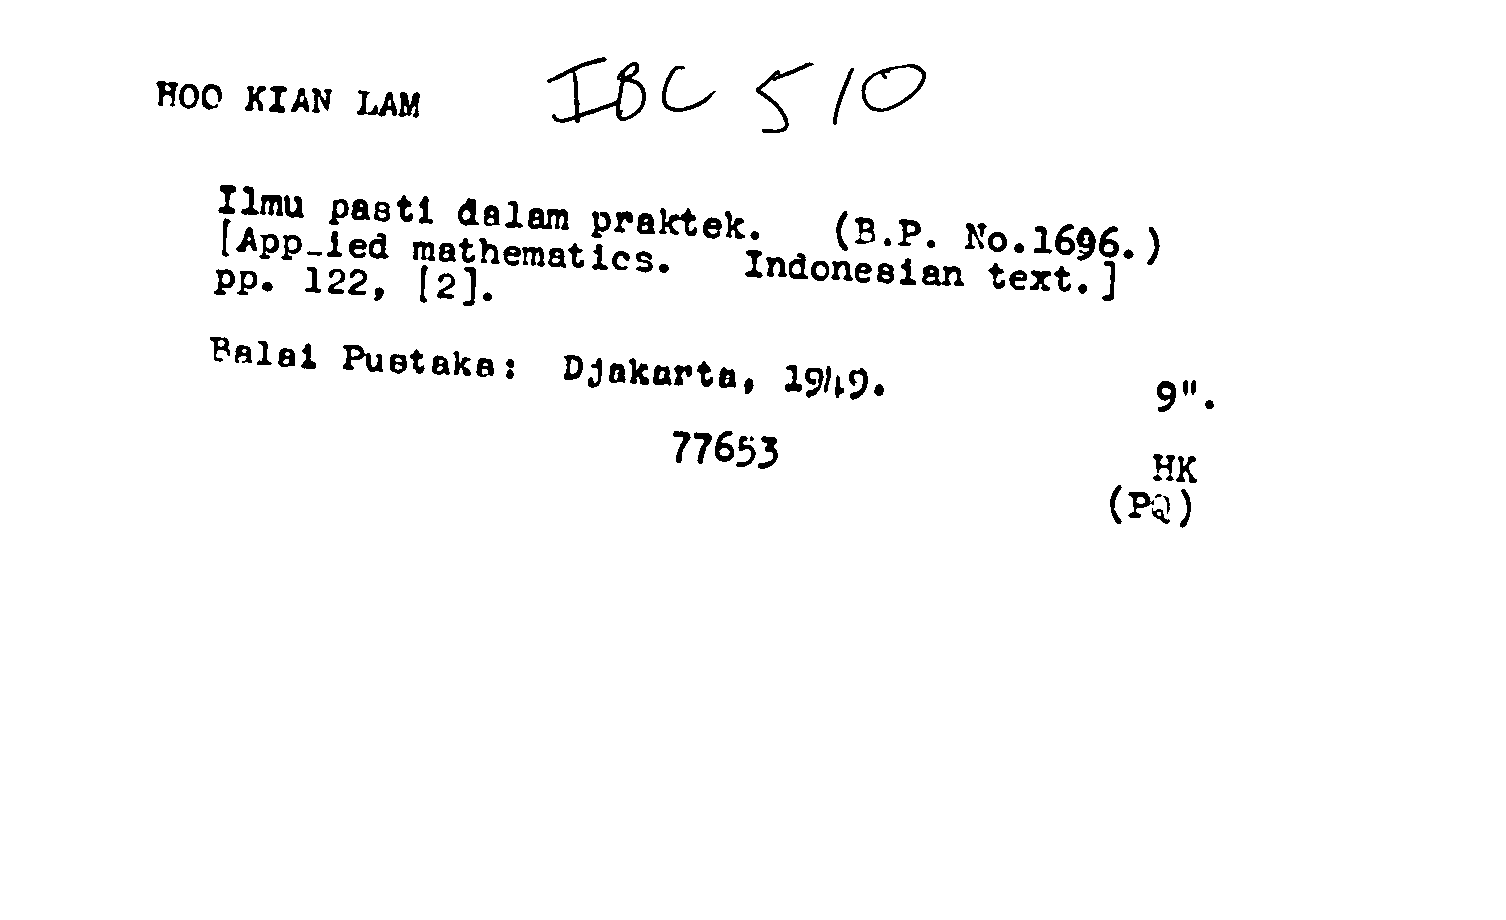 HOO KIAN LAM IBC 510
Ilmu pasti dalam praktek. (B.P. No.1696.)
[App_ied mathematics. Indonesian text.]
pp. 122, [2].
Balai Pustaka: Djakarta, 1949. 9".
77653
HK
(PQ)